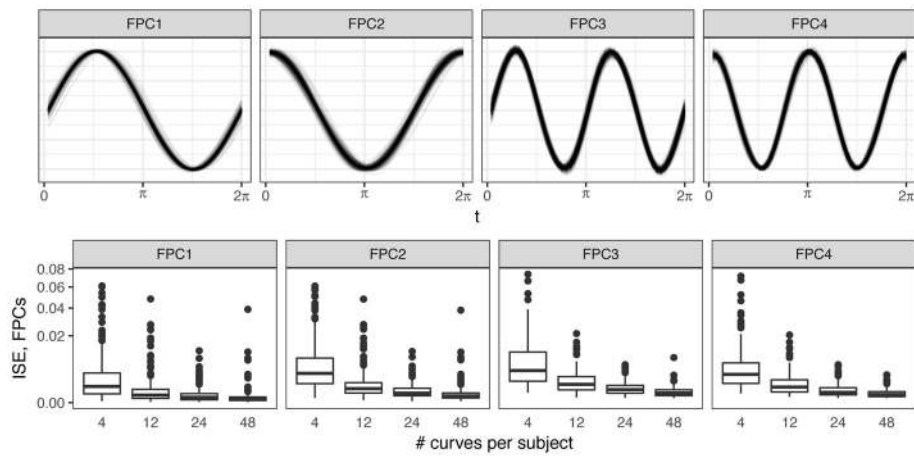 FPC1 FPC2 FPC3 FPC4
0 π 2π 0 π 2π 0 π 2π 0 π 2π
t
FPC1 FPC2 FPC3 FPC4
0.08
0.06
0.04
0.02
0.00
ISE, FPCs
4 12 24 48 4 12 24 48 4 12 24 48 4 12 24 48
# curves per subject